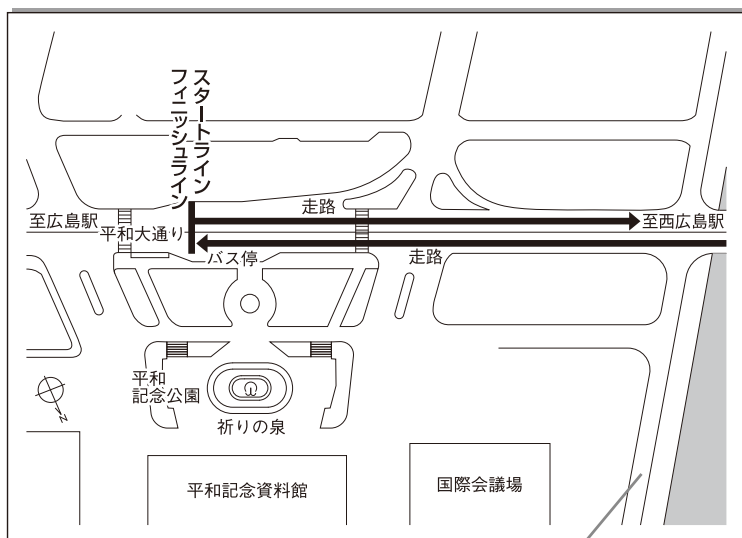 スタートライン
フィニッシュライン
走路
至広島駅
平和大通り
至西広島駅
バス停
走路
平和
記念公園
祈りの泉
N
平和記念資料館
国際会議場